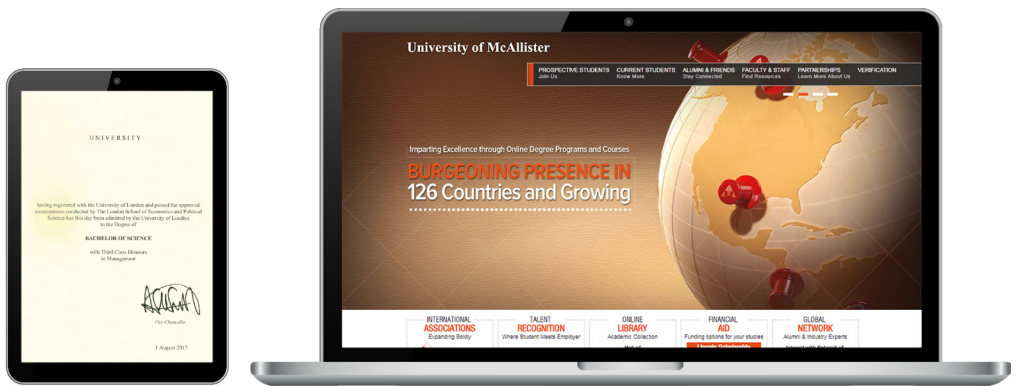 UNIVERSITY
having registered with the University of London and passed the approved
examinations conducted by The London School of Economics and Political
Science has this day been admitted by the University of London
to the Degree of
BACHELOR OF SCIENCE
with Third Class Honours
in Management
Vice-Chancellor
1 August 2013
University of McAllister
PROSPECTIVE STUDENTS CURRENT STUDENTS ALUMNI & FRIENDS FACULTY & STAFF PARTNERSHIPS VERIFICATION
Join Us Know More Stay Connected Find Resources Learn More About Us
Imparting Excellence through Online Degree Programs and Courses
BURGEONING PRESENCE IN
126 Countries and Growing
INTERNATIONAL
ASSOCIATIONS
Expanding Boldly
TALENT
RECOGNITION
Where Student Meets Employer
ONLINE
LIBRARY
Academic Collection
FINANCIAL
AID
Funding options for your studies
GLOBAL
NETWORK
Alumni & Industry Experts